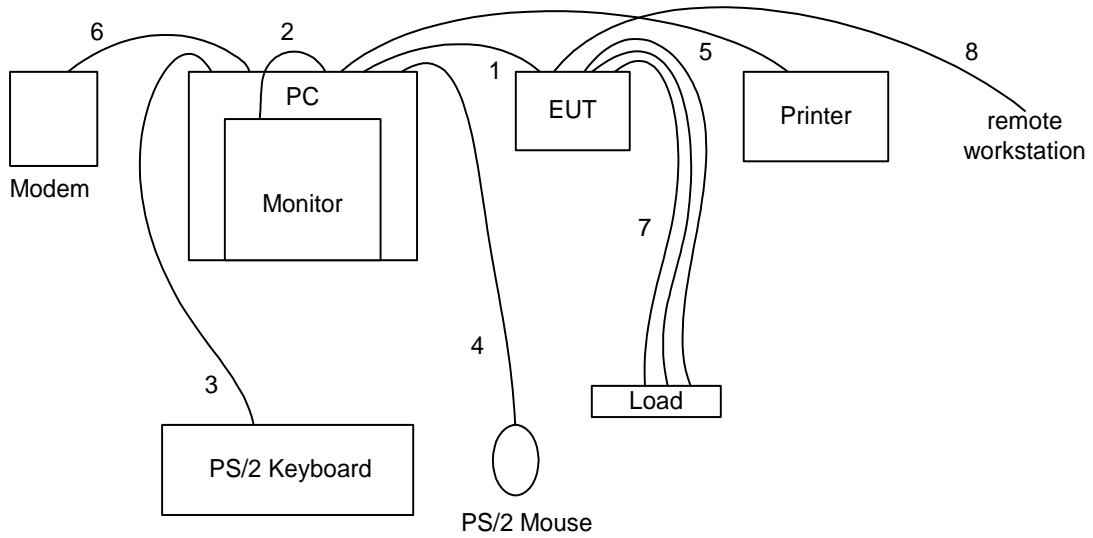 6
2
1
5
8
PC
EUT
Printer
remote
workstation
Modem
Monitor
7
4
3
Load
PS/2 Keyboard
PS/2 Mouse